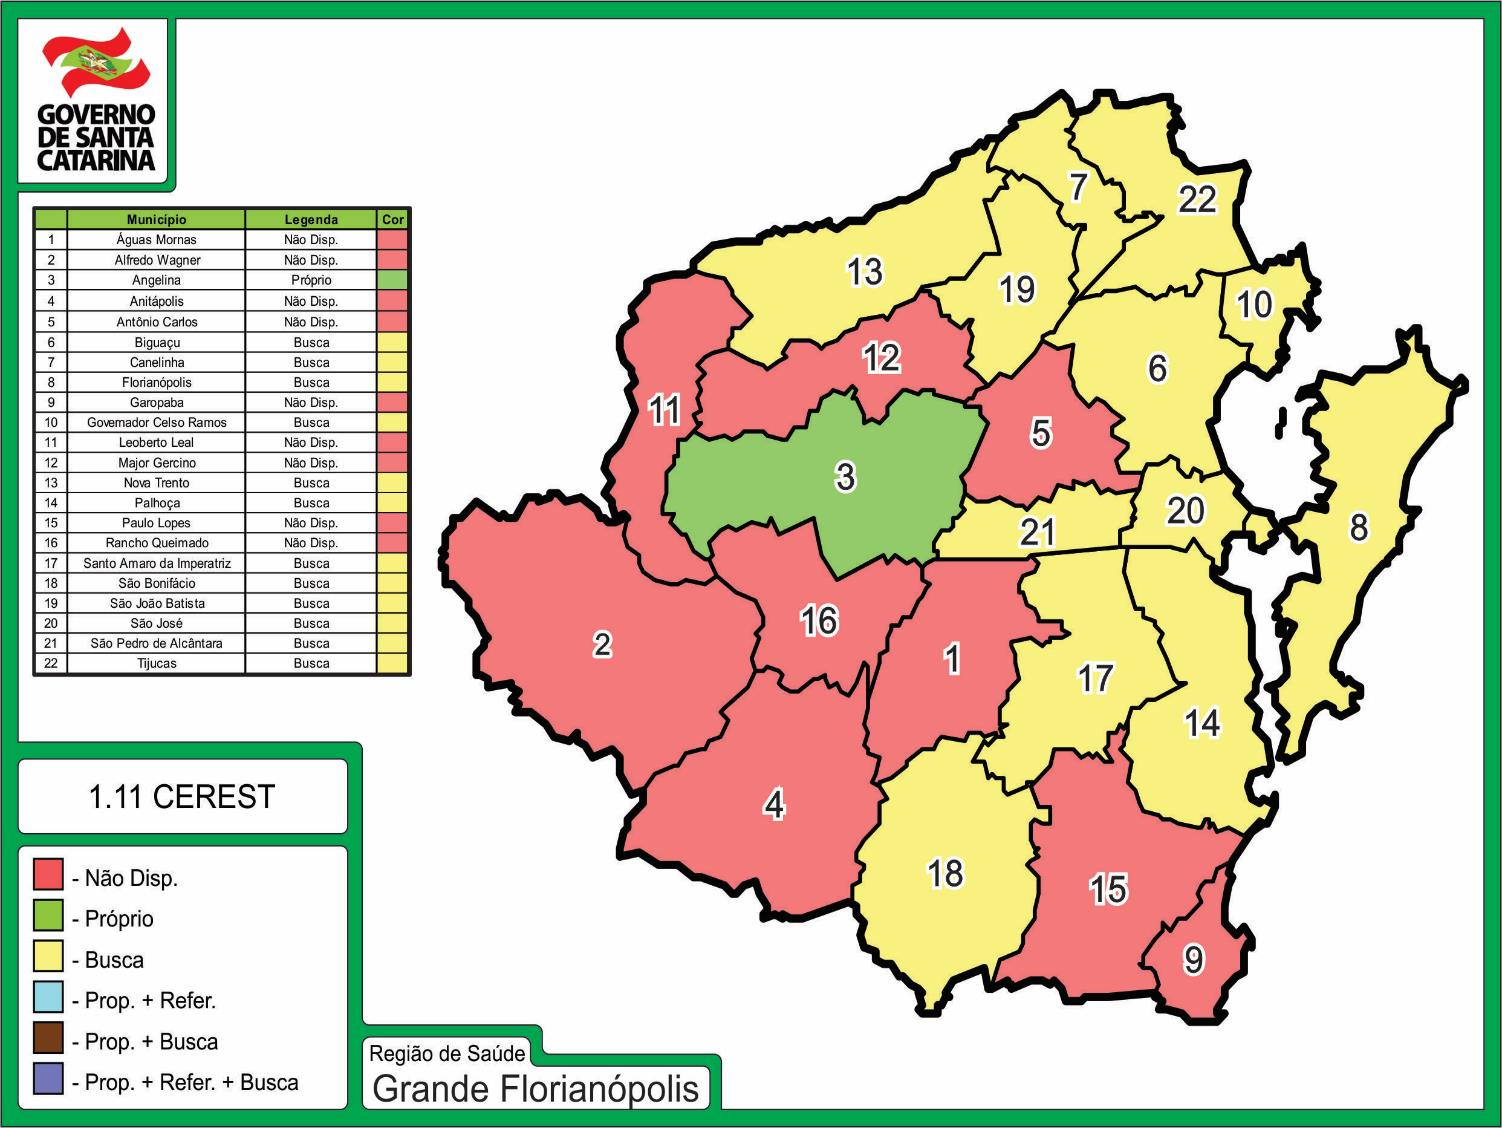 GOVERNO
DE SANTA
CATARINA
Município Legenda Cor
1 Águas Mornas Não Disp.
2 Alfredo Wagner Não Disp.
3 Angelina Próprio
4 Anitápolis Não Disp.
5 Antônio Carlos Não Disp.
6 Biguaçu Busca
7 Canelinha Busca
8 Florianópolis Busca
9 Garopaba Não Disp.
10 Governador Celso Ramos Busca
11 Leoberto Leal Não Disp.
12 Major Gercino Não Disp.
13 Nova Trento Busca
14 Palhoça Busca
15 Paulo Lopes Não Disp.
16 Rancho Queimado Não Disp.
17 Santo Amaro da Imperatriz Busca
18 São Bonifácio Busca
19 São João Batista Busca
20 São José Busca
21 São Pedro de Alcântara Busca
22 Tijucas Busca
7
22
13
19
10
12
6
11
5
3
20
21
8
16
2
1
17
14
4
18
15
9
1.11 CEREST
- Não Disp.
- Próprio
- Busca
- Prop. + Refer.
- Prop. + Busca
- Prop. + Refer. + Busca
Região de Saúde
Grande Florianópolis